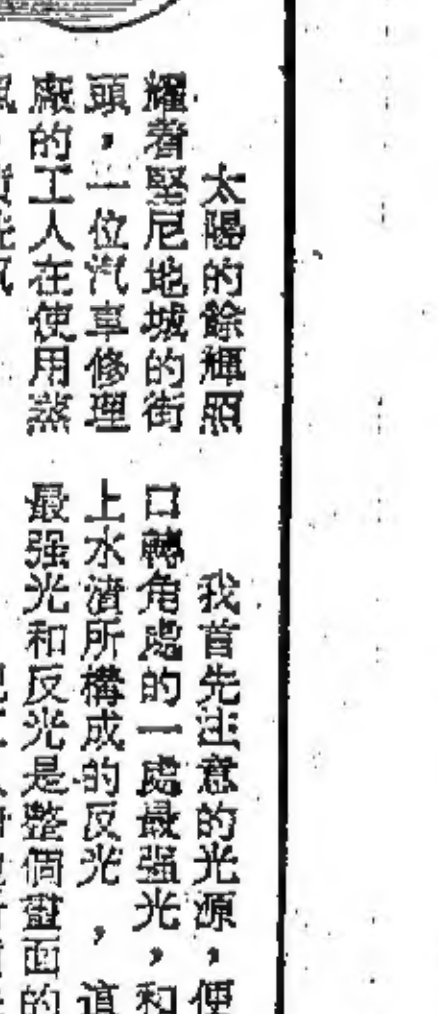 太陽的餘輝照
耀着堅尼地城的街
頭，一位汽車修理
廠的工人在使用蒸
我首先注意的光源，便
口轉角處的一處最强光，和
上水漬所構成的反光，這
最强光和反光是整個畫面的